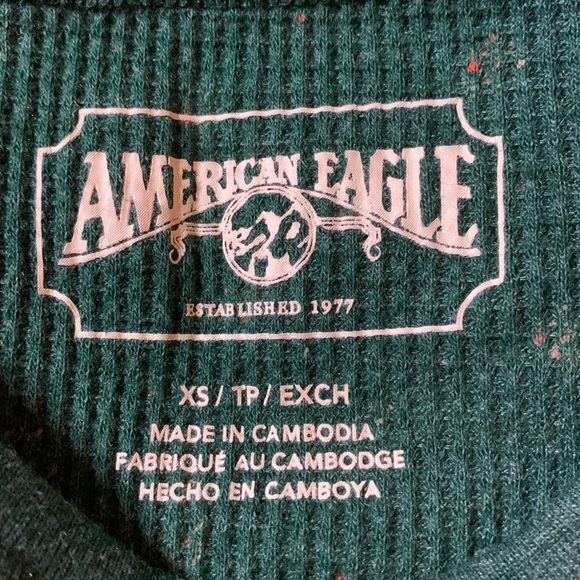 AMERICAN EAGLE
ESTABLISHED 1977
XS / TP / EXCH
MADE IN CAMBODIA
FABRIQUÉ AU CAMBODGE
HECHO EN CAMBOYA